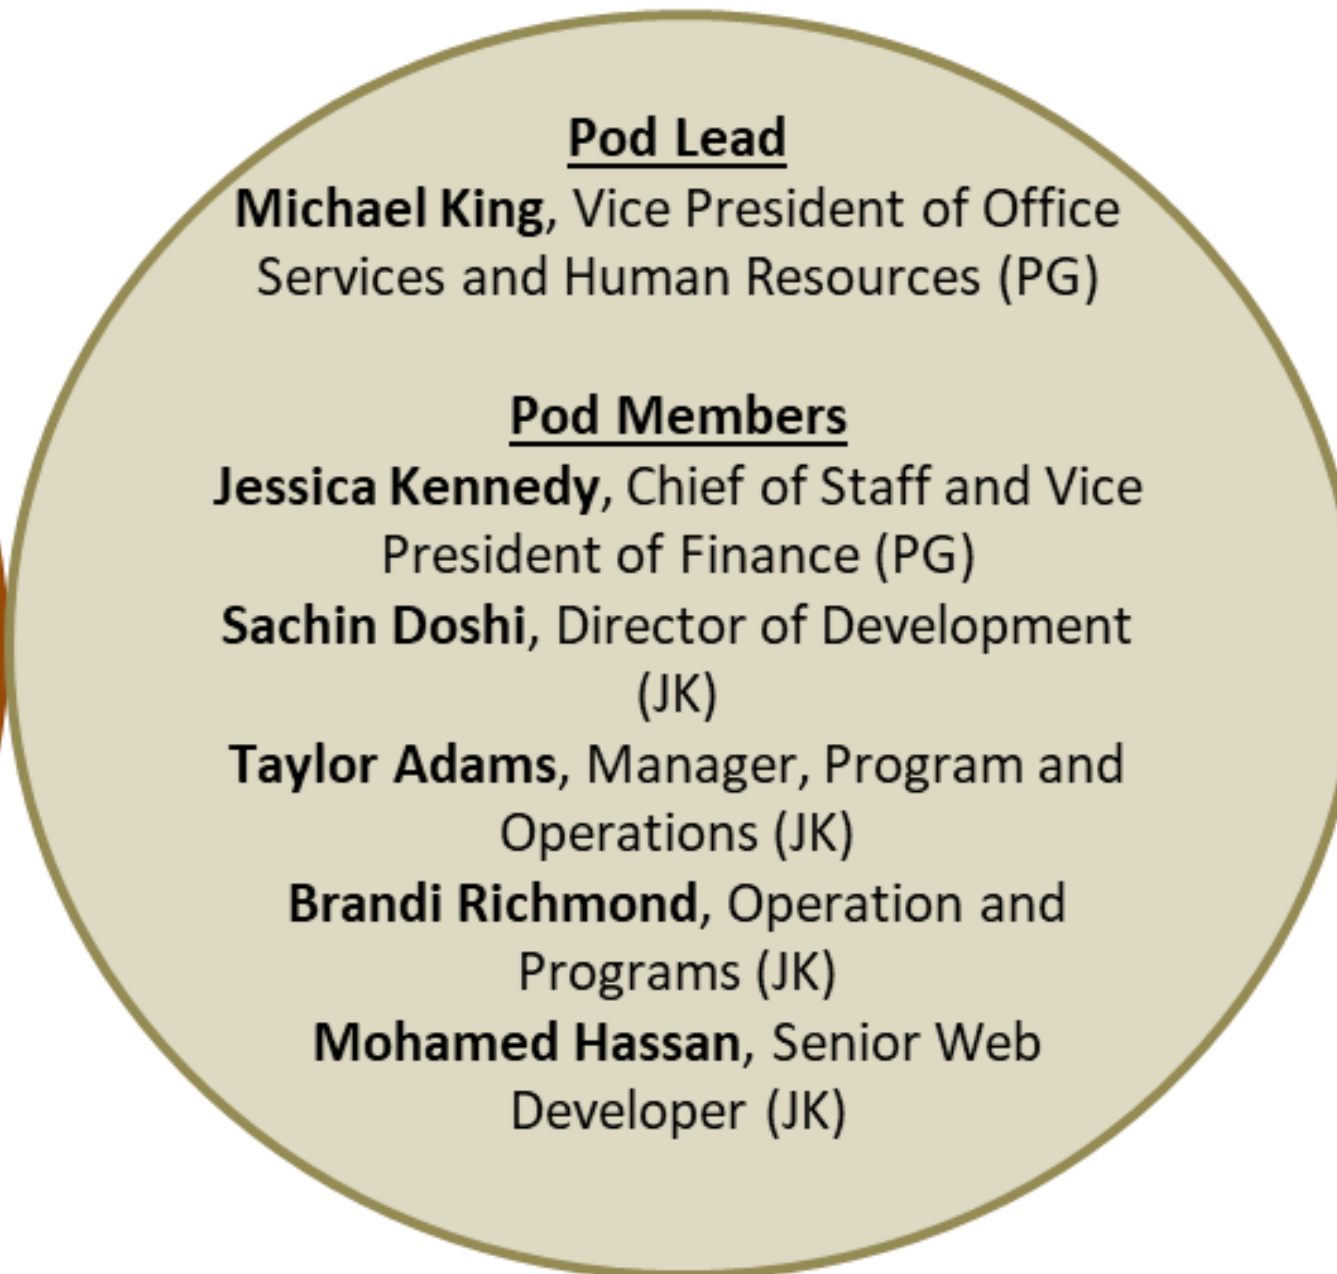 Pod Lead
Michael King, Vice President of Office
Services and Human Resources (PG)
Pod Members
Jessica Kennedy, Chief of Staff and Vice
President of Finance (PG)
Sachin Doshi, Director of Development
(JK)
Taylor Adams, Manager, Program and
Operations (JK)
Brandi Richmond, Operation and
Programs (JK)
Mohamed Hassan, Senior Web
Developer (JK)